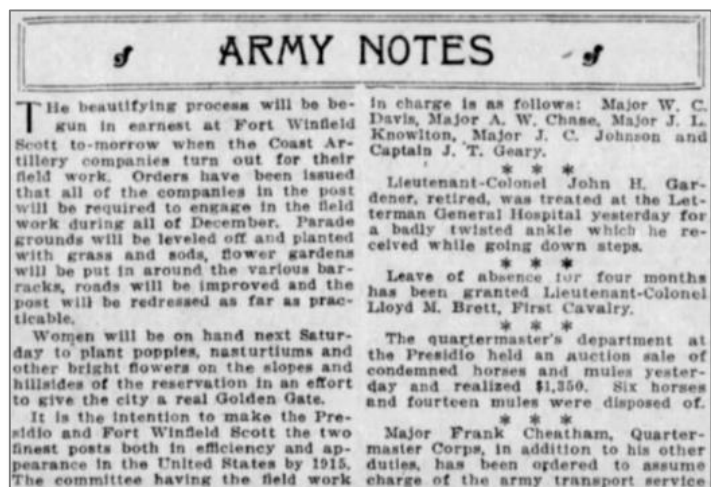 ARMY NOTES
THe beautifying process will be be-
gun in earnest at Fort Winfield
Scott to-morrow when the Coast Ar-
tillery companies turn out for their
field work. Orders have been issued
that all of the companies in the post
will be required to engage in the field
work during all of December. Parade
grounds will be leveled off and planted
with grass and sods, flower gardens
will be put in around the various bar-
racks, roads will be improved and the
post will be redressed as far as prac-
ticable.
Women will be on hand next Satur-
day to plant poppies, nasturtiums and
other bright flowers on the slopes and
hillsides of the reservation in an effort
to give the city a real Golden Gate.
It is the intention to make the Pre-
sidio and Fort Winfield Scott the two
finest posts both in efficiency and ap-
pearance in the United States by 1915.
The committee having the field work
in charge is as follows: Major W. C.
Davis, Major A. W. Chase, Major J. L.
Knowlton, Major J. C. Johnson and
Captain J. T. Geary.
* * *
Lieutenant-Colonel John H. Gar-
dener, retired, was treated at the Let-
terman General Hospital yesterday for
a badly twisted ankle which he re-
ceived while going down steps.
* * *
Leave of absence for four months
has been granted Lieutenant-Colonel
Lloyd M. Brett, First Cavalry.
* * *
The quartermaster's department at
the Presidio held an auction sale of
condemned horses and mules yester-
day and realized $1,350. Six horses
and fourteen mules were disposed of.
* * *
Major Frank Cheatham, Quarter-
master Corps, in addition to his other
duties, has been ordered to assume
charge of the army transport service